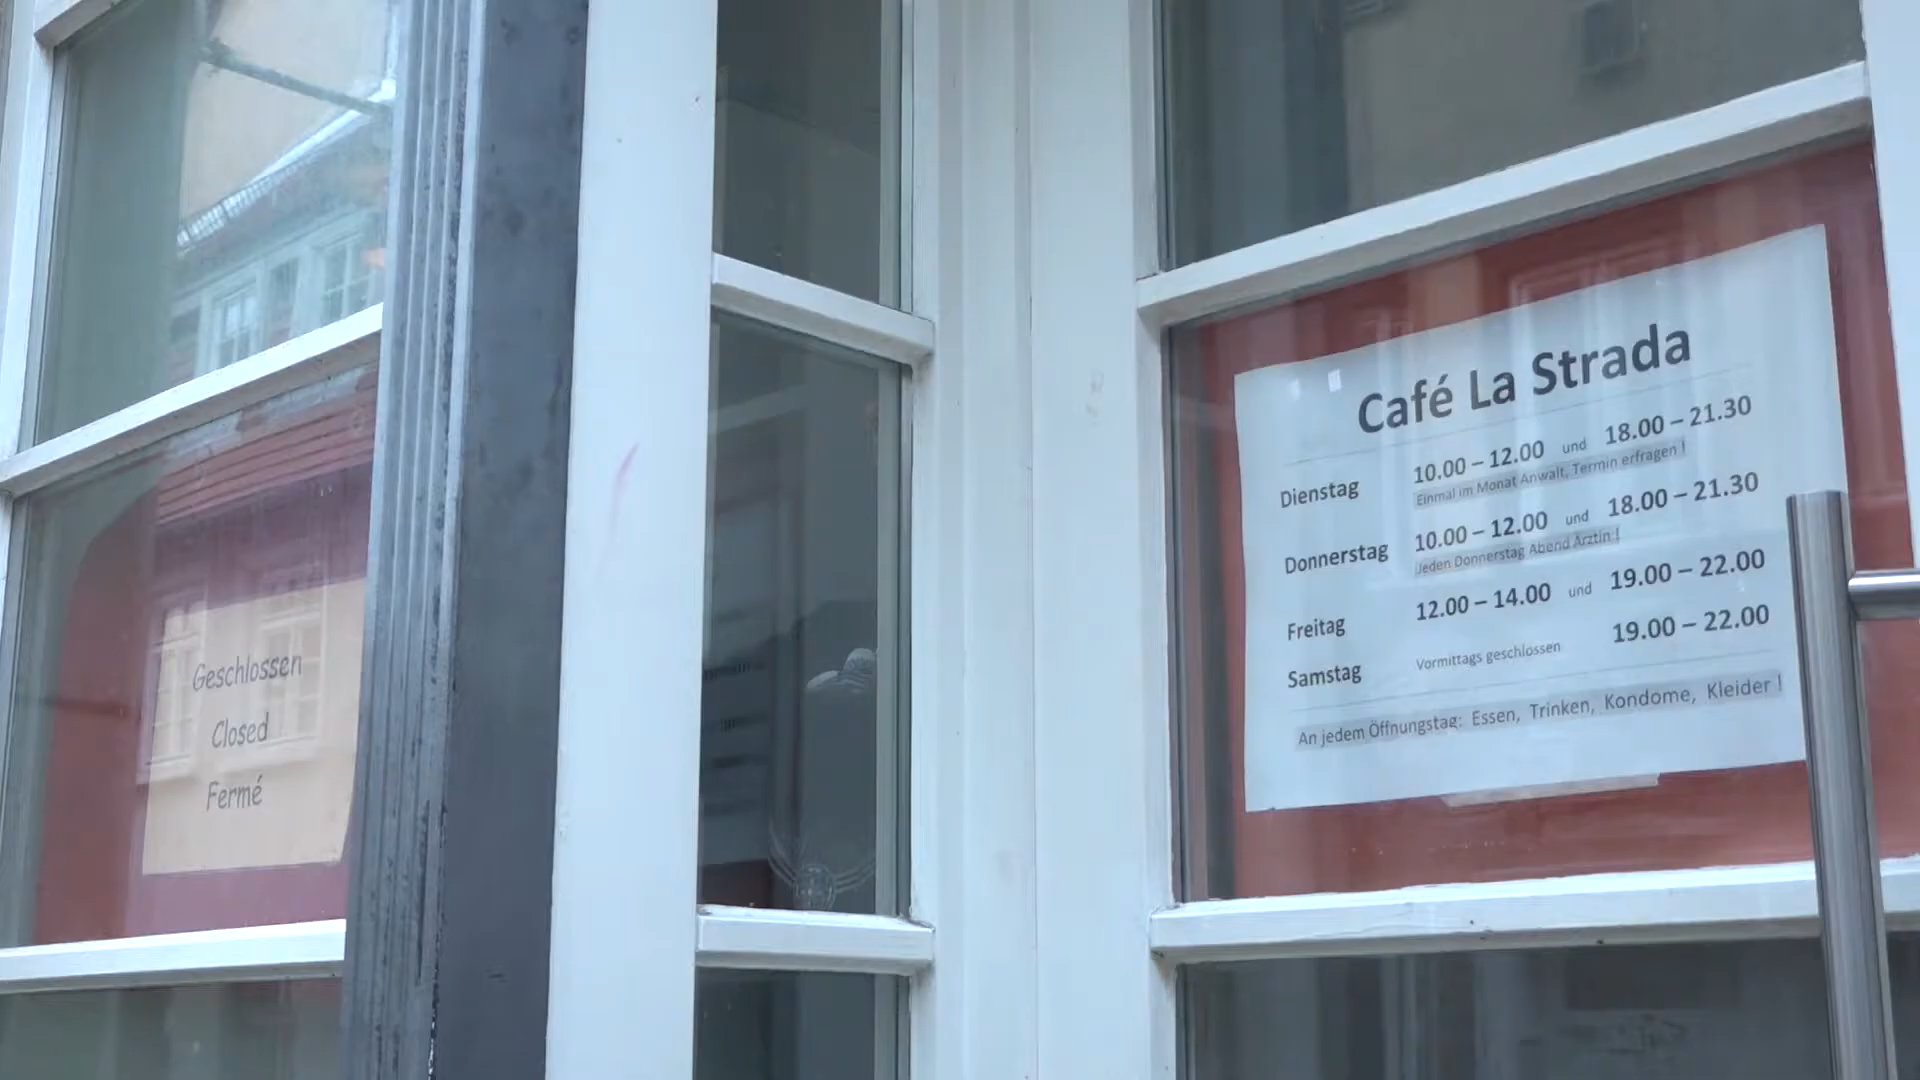 Geschlossen
Closed
Fermé
Café La Strada
Dienstag 10.00 – 12.00 und 18.00 – 21.30
Einmal im Monat Anwalt, Termin erfragen !
Donnerstag 10.00 – 12.00 und 18.00 – 21.30
Jeden Donnerstag Abend Ärztin !
Freitag 12.00 – 14.00 und 19.00 – 22.00
Samstag Vormittags geschlossen 19.00 – 22.00
An jedem Öffnungstag: Essen, Trinken, Kondome, Kleider !